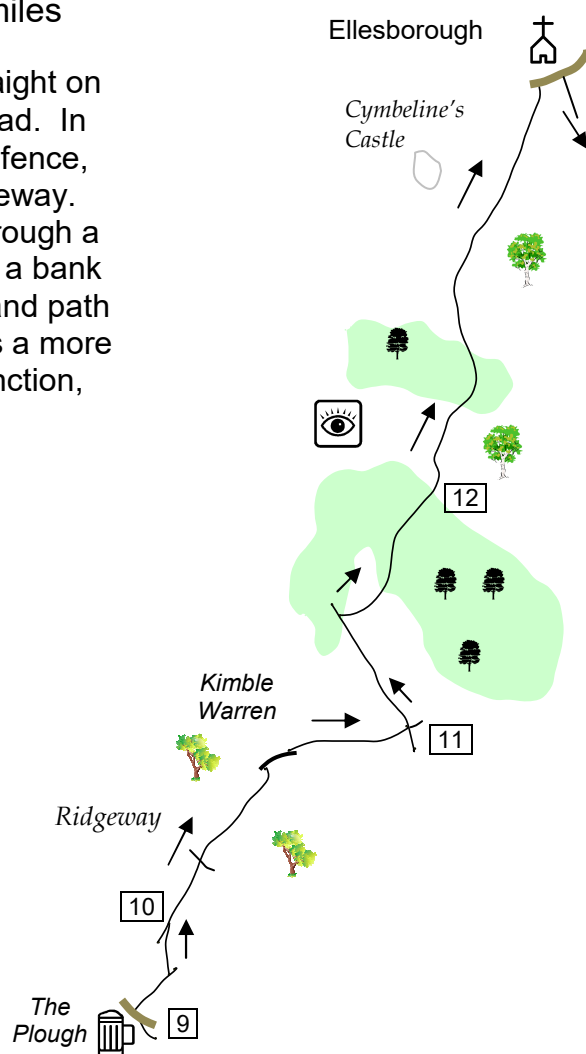 miles
aight on
ad. In
fence,
eway.
rough a
a bank
and path
s a more
nction,
Ellesborough
Cymbeline's
Castle
12
Kimble
Warren
11
Ridgeway
10
The
Plough
9